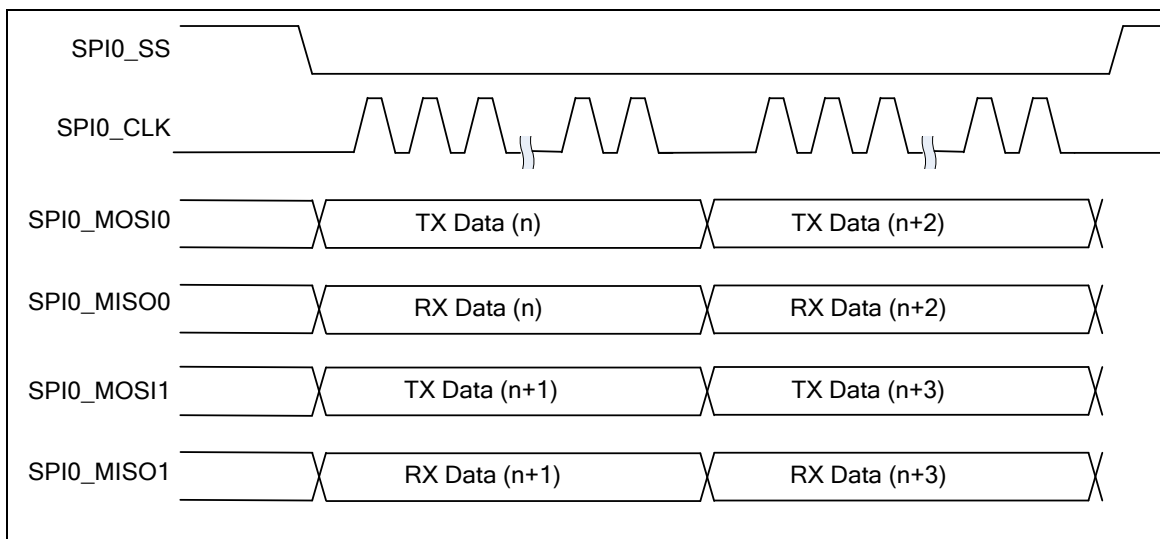 SPI0_SS
SPI0_CLK
SPI0_MOSI0 TX Data (n) TX Data (n+2)
SPI0_MISO0 RX Data (n) RX Data (n+2)
SPI0_MOSI1 TX Data (n+1) TX Data (n+3)
SPI0_MISO1 RX Data (n+1) RX Data (n+3)